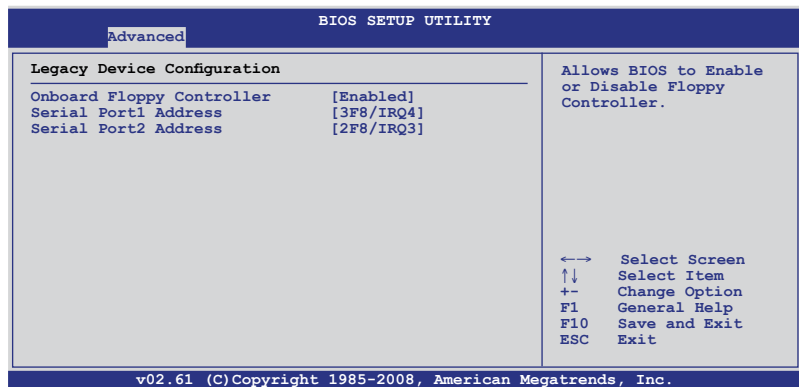 BIOS SETUP UTILITY
Advanced
Legacy Device Configuration
Onboard Floppy Controller [Enabled]
Serial Port1 Address [3F8/IRQ4]
Serial Port2 Address [2F8/IRQ3]
Allows BIOS to Enable
or Disable Floppy
Controller.
←→ Select Screen
↑↓ Select Item
+- Change Option
F1 General Help
F10 Save and Exit
ESC Exit
v02.61 (C)Copyright 1985-2008, American Megatrends, Inc.